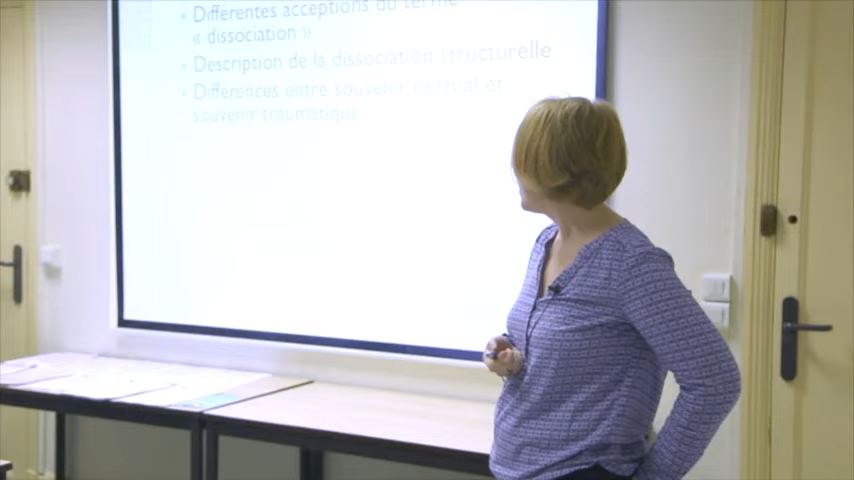 • Différentes acceptions du terme
« dissociation »
• Description de la dissociation structurelle
• Différences entre souvenir normal et
souvenir traumatique